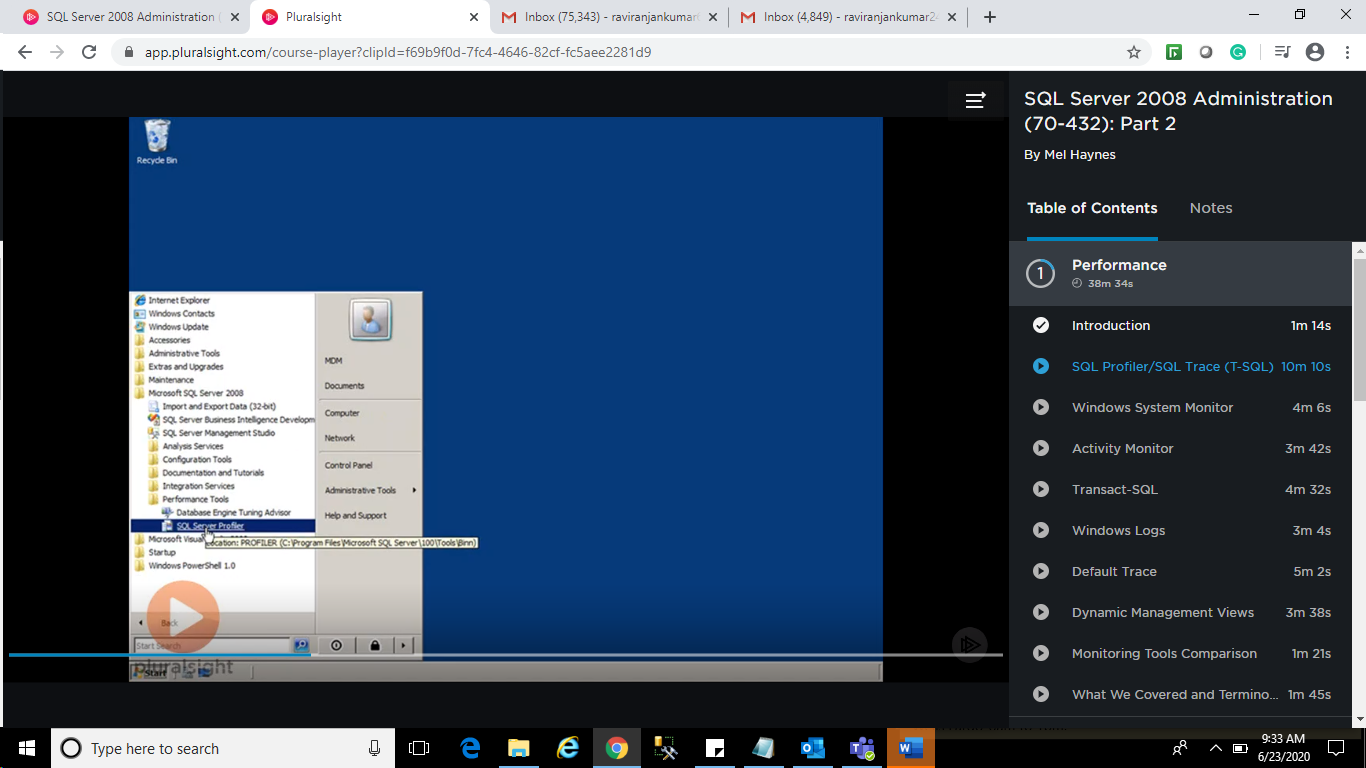 SQL Server 2008 Administration (
Pluralsight
Inbox (75,343) - raviranjankumar
Inbox (4,849) - raviranjankumar2
app.pluralsight.com/course-player?clipId=f69b9f0d-7fc4-4646-82cf-fc5aee2281d9
Recycle Bin
Internet Explorer
Windows Contacts
Windows Update
Accessories
Administrative Tools
Extras and Upgrades
Maintenance
Microsoft SQL Server 2008
Import and Export Data (32-bit)
SQL Server Business Intelligence Developm
SQL Server Management Studio
Analysis Services
Configuration Tools
Documentation and Tutorials
Integration Services
Performance Tools
Database Engine Tuning Advisor
SQL Server Profiler
Microsoft Visual
Location: PROFILER (C:\Program Files\Microsoft SQL Server\100\Tools\Binn)
Startup
Windows PowerShell 1.0
Back
Start Search
MDM
Documents
Computer
Network
Control Panel
Administrative Tools
Help and Support
pluralsight
Start
SQL Server 2008 Administration
(70-432): Part 2
By Mel Haynes
Table of Contents
Notes
1
Performance
38m 34s
Introduction 1m 14s
SQL Profiler/SQL Trace (T-SQL) 10m 10s
Windows System Monitor 4m 6s
Activity Monitor 3m 42s
Transact-SQL 4m 32s
Windows Logs 3m 4s
Default Trace 5m 2s
Dynamic Management Views 3m 38s
Monitoring Tools Comparison 1m 21s
What We Covered and Termino... 1m 45s
Type here to search
9:33 AM
6/23/2020